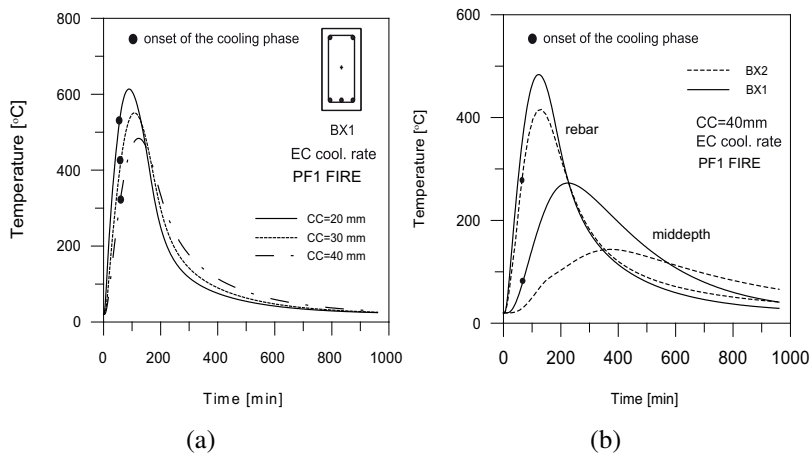 onset of the cooling phase
BX1
EC cool. rate
PF1 FIRE
CC=20 mm
CC=30 mm
CC=40 mm
800
600
400
200
0
0 200 400 600 800 1000
Temperature [°C]
Time [min]
(a)
onset of the cooling phase
BX2
BX1
CC=40mm
EC cool. rate
PF1 FIRE
rebar
middepth
600
400
200
0
0 200 400 600 800 1000
Temperature [°C]
Time [min]
(b)